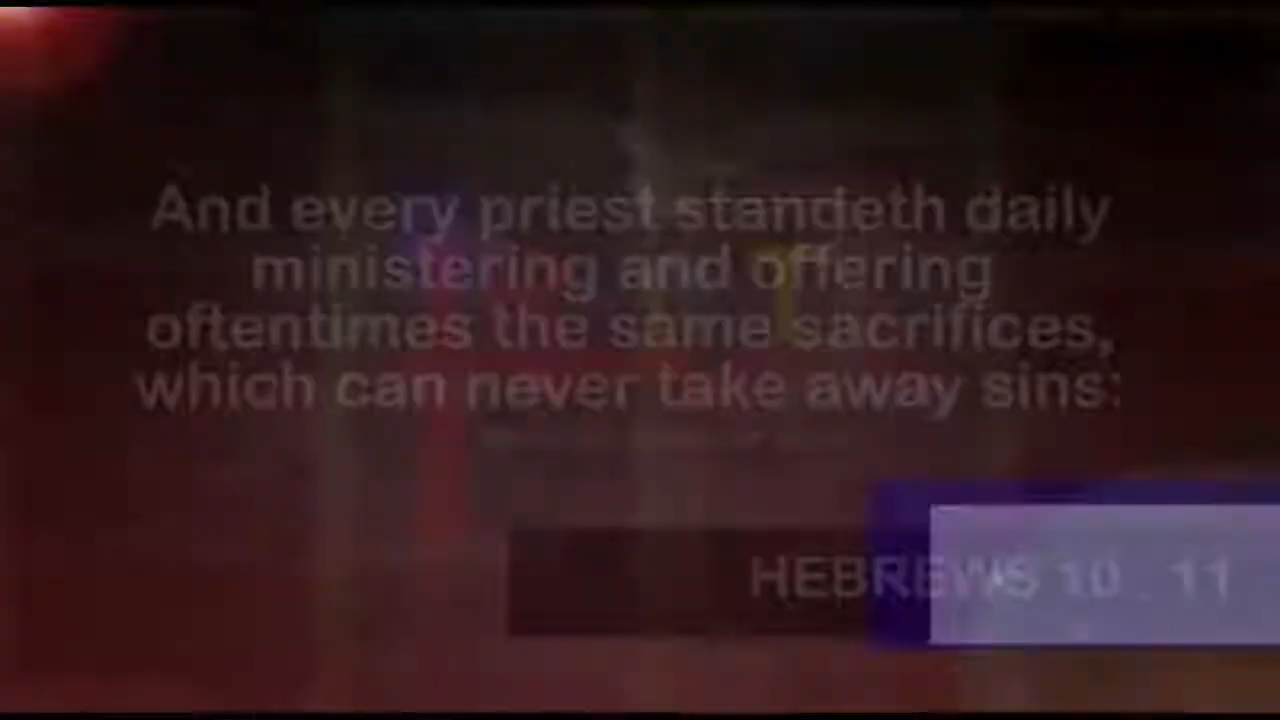 And every priest standeth daily
ministering and offering
oftentimes the same sacrifices,
which can never take away sins:
HEBREWS 10 : 11